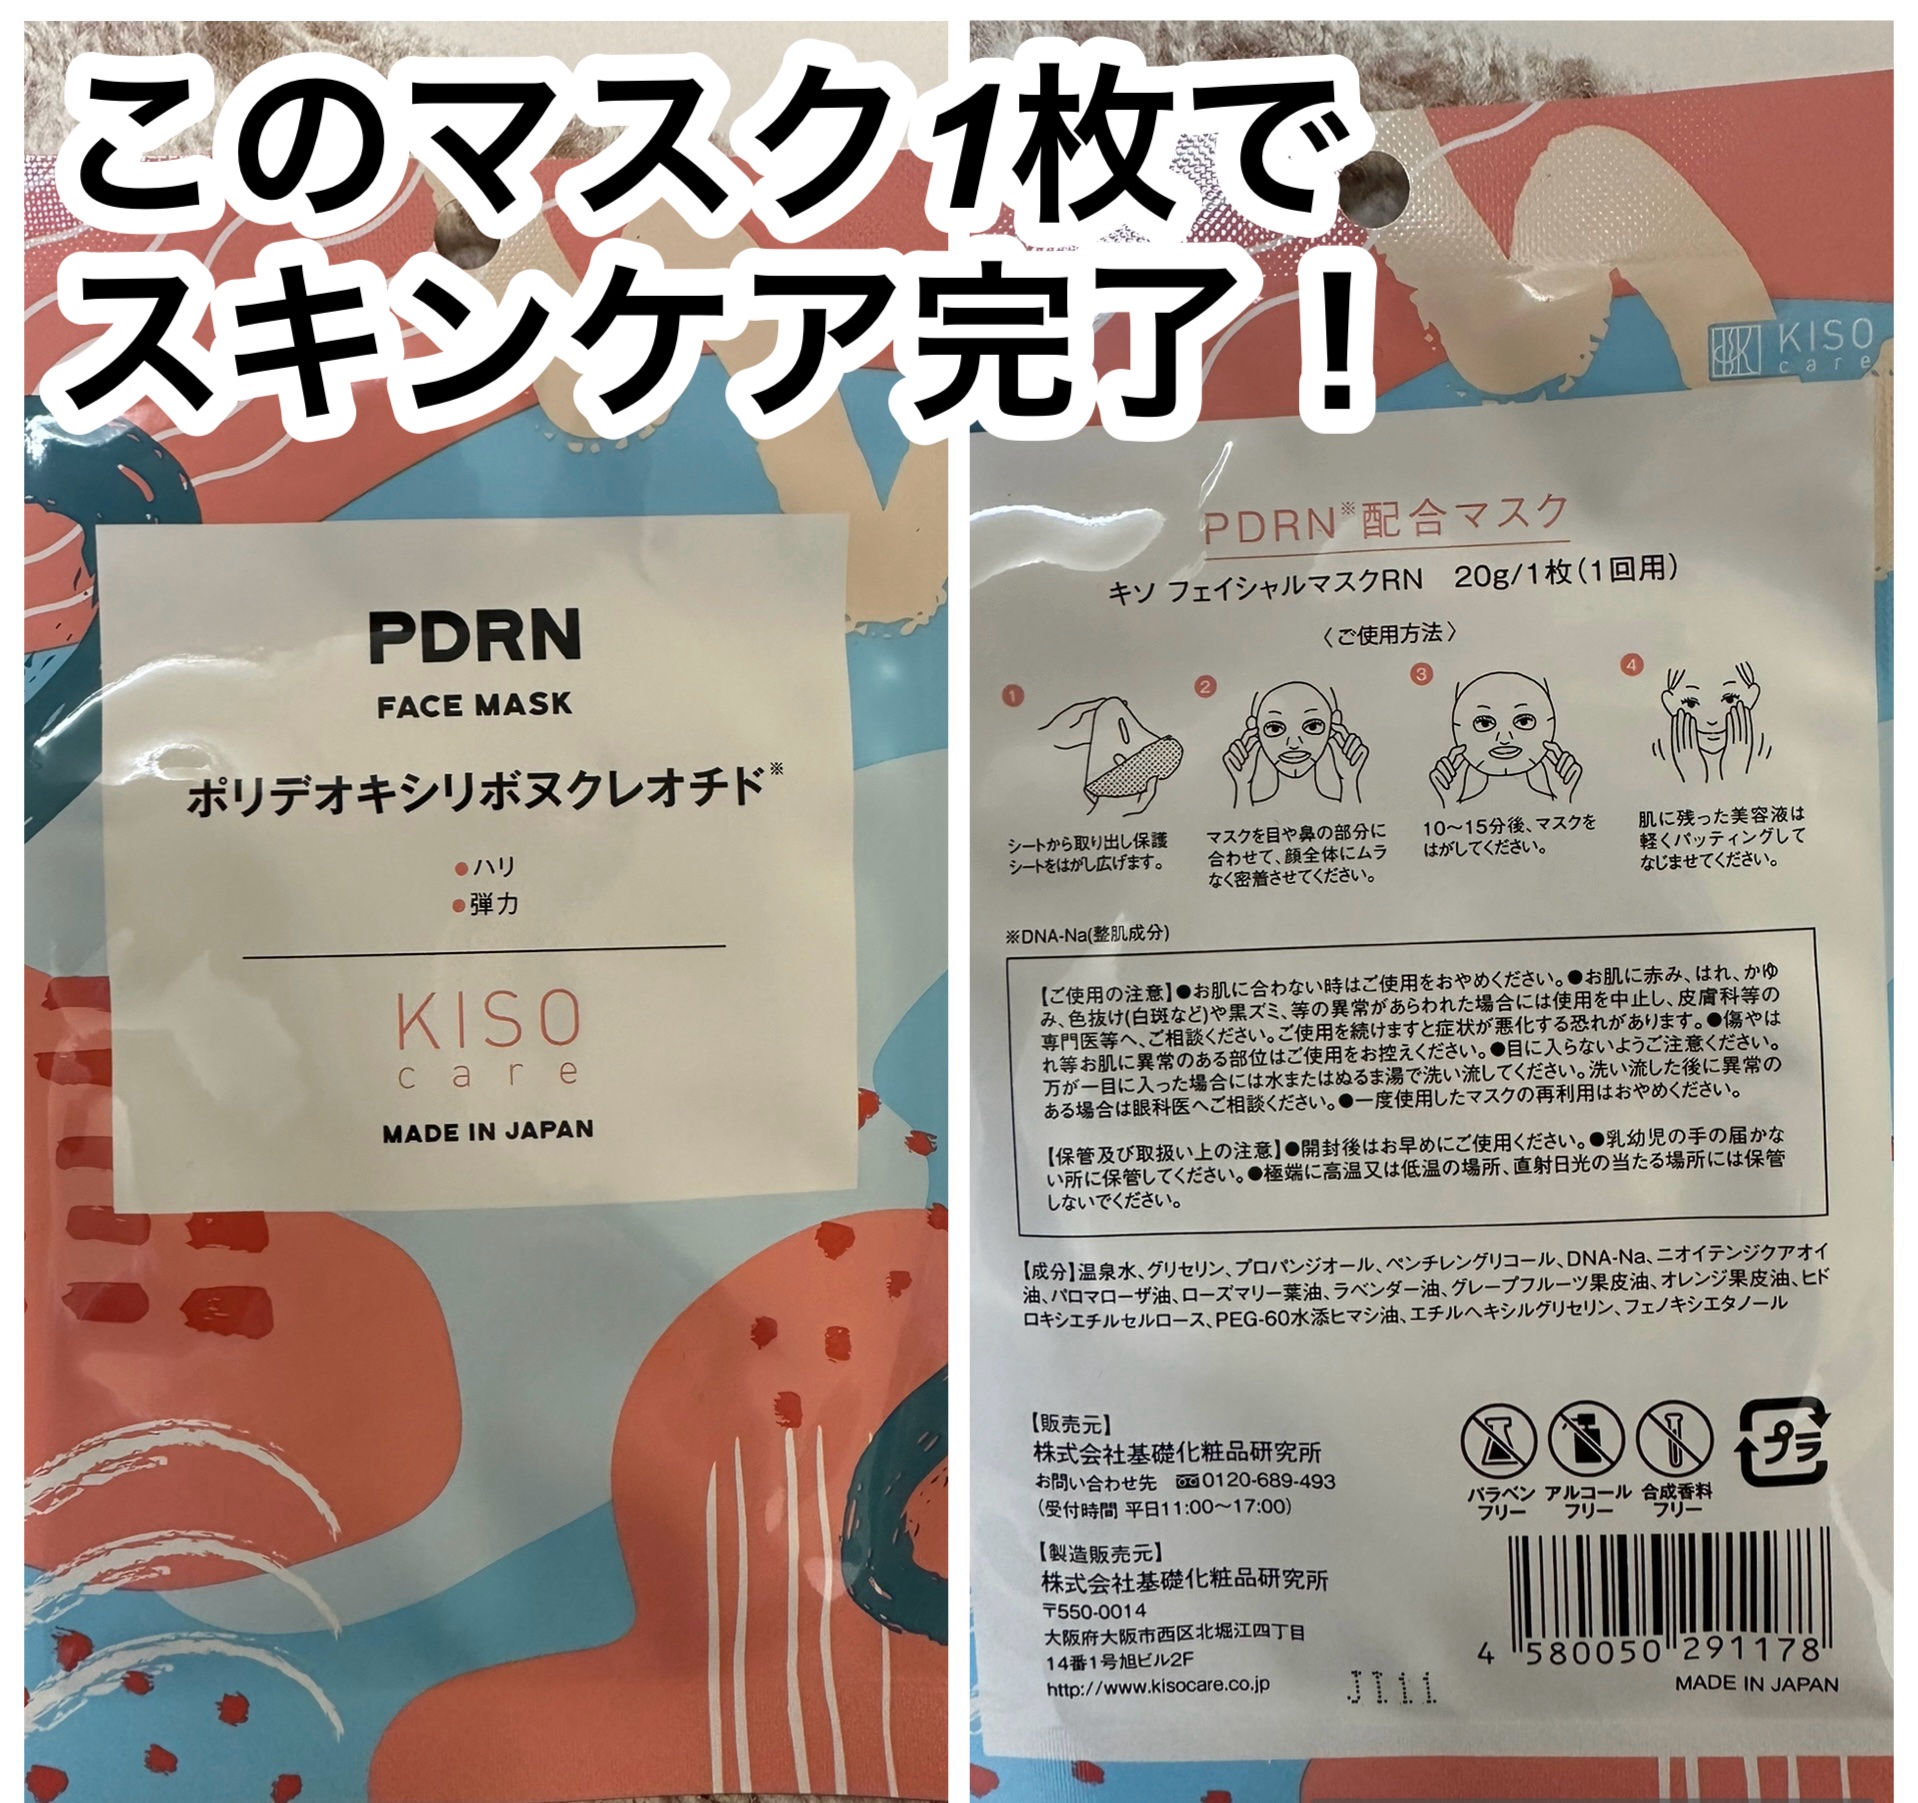 このマスク1枚で
スキンケア完了！
PDRN
FACE MASK
ポリデオキシリボヌクレオチド※
●ハリ
●弾力
KISO
care
MADE IN JAPAN
KISO
care
PDRN※配合マスク
キソ フェイシャルマスクRN 20g/1枚(1回用)
〈ご使用方法〉
1
シートから取り出し保護
シートをはがし広げます。
2
マスクを目や鼻の部分に
合わせて、顔全体にムラ
なく密着させてください。
3
10～15分後、マスクを
はがしてください。
4
肌に残った美容液は
軽くパッティングして
なじませてください。
※DNA-Na(整肌成分)
【ご使用の注意】●お肌に合わない時はご使用をおやめください。●お肌に赤み、はれ、かゆ
み、色抜け(白斑など)や黒ズミ、等の異常があらわれた場合には使用を中止し、皮膚科等の
専門医等へ、ご相談ください。ご使用を続けますと症状が悪化する恐れがあります。●傷やは
れ等お肌に異常のある部位はご使用をお控えください。●目に入らないようご注意ください。
万が一目に入った場合には水またはぬるま湯で洗い流してください。洗い流した後に異常の
ある場合は眼科医へご相談ください。●一度使用したマスクの再利用はおやめください。
【保管及び取扱い上の注意】●開封後はお早めにご使用ください。●乳幼児の手の届かな
い所に保管してください。●極端に高温又は低温の場所、直射日光の当たる場所には保管
しないでください。
【成分】温泉水、グリセリン、プロパンジオール、ペンチレングリコール、DNA-Na、ニオイテンジクアオイ
油、パロマローザ油、ローズマリー葉油、ラベンダー油、グレープフルーツ果皮油、オレンジ果皮油、ヒド
ロキシエチルセルロース、PEG-60水添ヒマシ油、エチルヘキシルグリセリン、フェノキシエタノール
【販売元】
株式会社基礎化粧品研究所
お問い合わせ先 0120-689-493
(受付時間 平日11:00～17:00)
【製造販売元】
株式会社基礎化粧品研究所
〒550-0014
大阪府大阪市西区北堀江四丁目
14番1号旭ビル2F
http://www.kisocare.co.jp
パラベン
フリー
アルコール
フリー
合成香料
フリー
プラ
4 580050 291178
MADE IN JAPAN